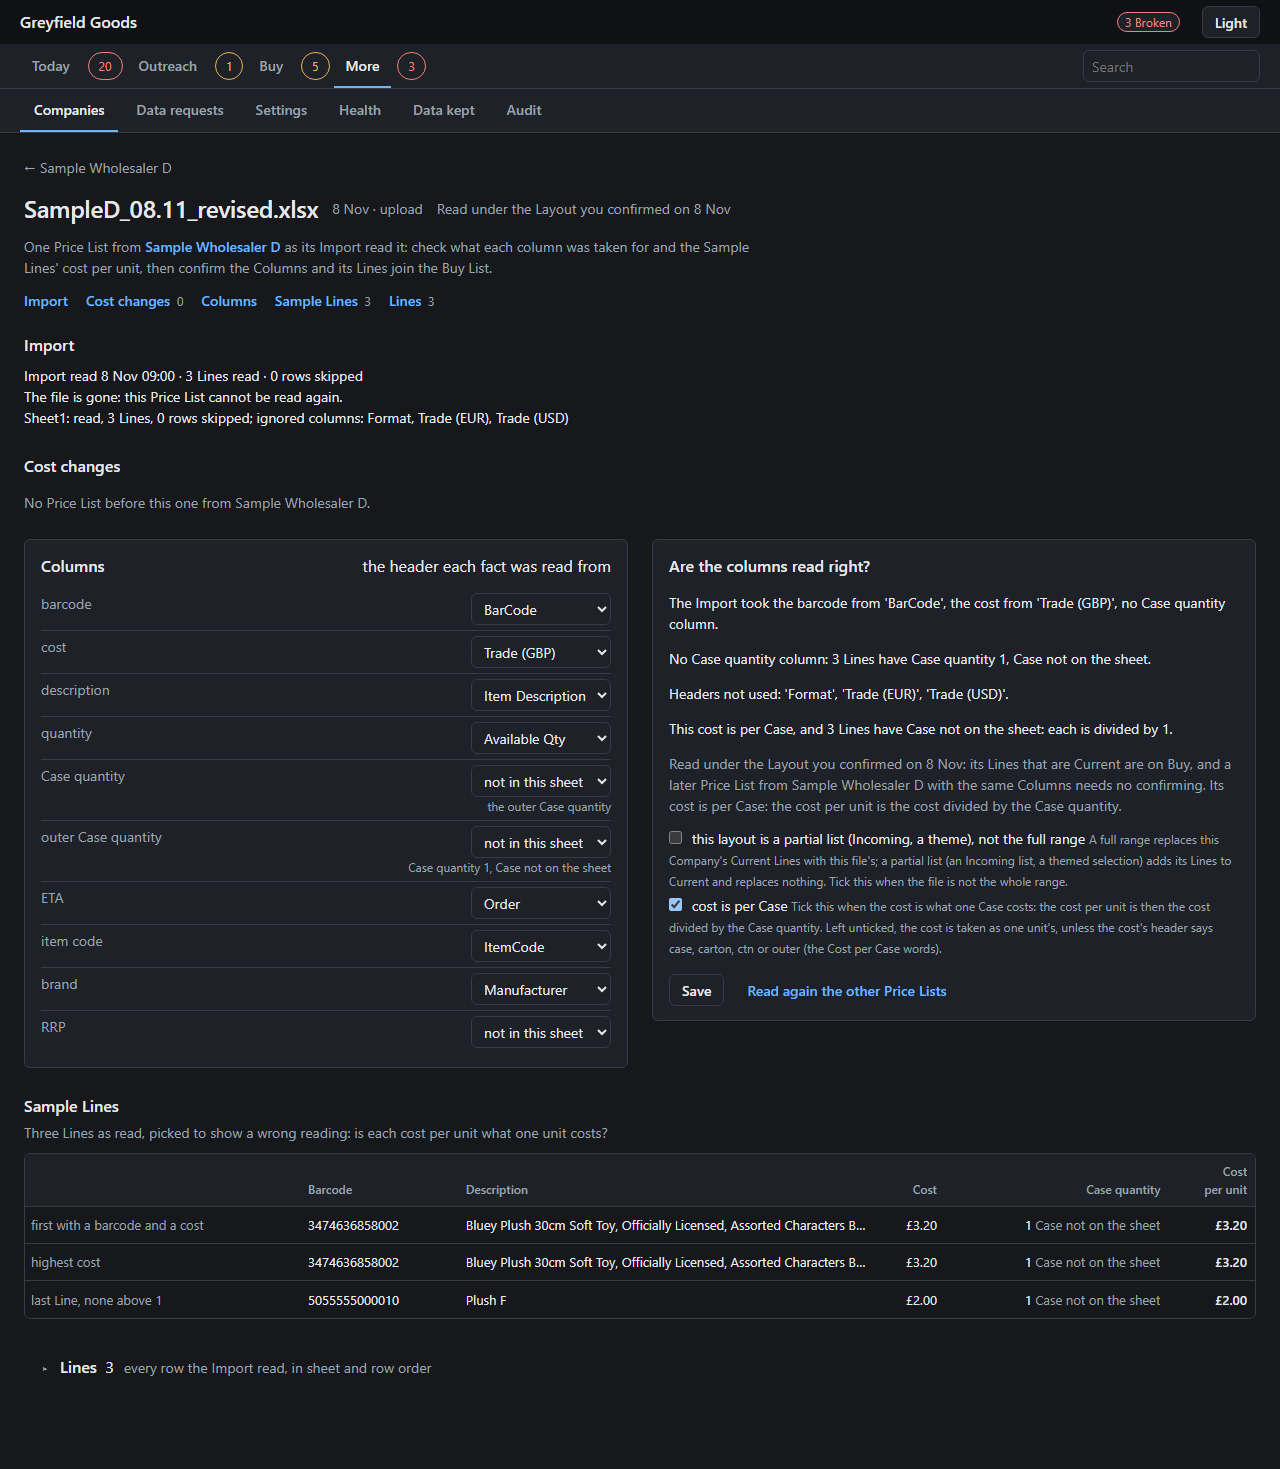 Greyfield Goods
3 Broken
Light
Today 20 Outreach 1 Buy 5 More 3
Search
Companies Data requests Settings Health Data kept Audit
← Sample Wholesaler D
SampleD_08.11_revised.xlsx 8 Nov · upload Read under the Layout you confirmed on 8 Nov
One Price List from Sample Wholesaler D as its Import read it: check what each column was taken for and the Sample
Lines' cost per unit, then confirm the Columns and its Lines join the Buy List.
Import Cost changes 0 Columns Sample Lines 3 Lines 3
Import
Import read 8 Nov 09:00 · 3 Lines read · 0 rows skipped
The file is gone: this Price List cannot be read again.
Sheet1: read, 3 Lines, 0 rows skipped; ignored columns: Format, Trade (EUR), Trade (USD)
Cost changes
No Price List before this one from Sample Wholesaler D.
Columns the header each fact was read from
barcode BarCode
cost Trade (GBP)
description Item Description
quantity Available Qty
Case quantity not in this sheet
the outer Case quantity
outer Case quantity not in this sheet
Case quantity 1, Case not on the sheet
ETA Order
item code ItemCode
brand Manufacturer
RRP not in this sheet
Are the columns read right?
The Import took the barcode from 'BarCode', the cost from 'Trade (GBP)', no Case quantity
column.
No Case quantity column: 3 Lines have Case quantity 1, Case not on the sheet.
Headers not used: 'Format', 'Trade (EUR)', 'Trade (USD)'.
This cost is per Case, and 3 Lines have Case not on the sheet: each is divided by 1.
Read under the Layout you confirmed on 8 Nov: its Lines that are Current are on Buy, and a
later Price List from Sample Wholesaler D with the same Columns needs no confirming. Its
cost is per Case: the cost per unit is the cost divided by the Case quantity.
this layout is a partial list (Incoming, a theme), not the full range A full range replaces this
Company's Current Lines with this file's; a partial list (an Incoming list, a themed selection) adds its Lines to
Current and replaces nothing. Tick this when the file is not the whole range.
cost is per Case Tick this when the cost is what one Case costs: the cost per unit is then the cost
divided by the Case quantity. Left unticked, the cost is taken as one unit's, unless the cost's header says
case, carton, ctn or outer (the Cost per Case words).
Save Read again the other Price Lists
Sample Lines
Three Lines as read, picked to show a wrong reading: is each cost per unit what one unit costs?
Barcode Description Cost Case quantity Cost per unit
first with a barcode and a cost 3474636858002 Bluey Plush 30cm Soft Toy, Officially Licensed, Assorted Characters B... £3.20 1 Case not on the sheet £3.20
highest cost 3474636858002 Bluey Plush 30cm Soft Toy, Officially Licensed, Assorted Characters B... £3.20 1 Case not on the sheet £3.20
last Line, none above 1 5055555000010 Plush F £2.00 1 Case not on the sheet £2.00
Lines 3 every row the Import read, in sheet and row order